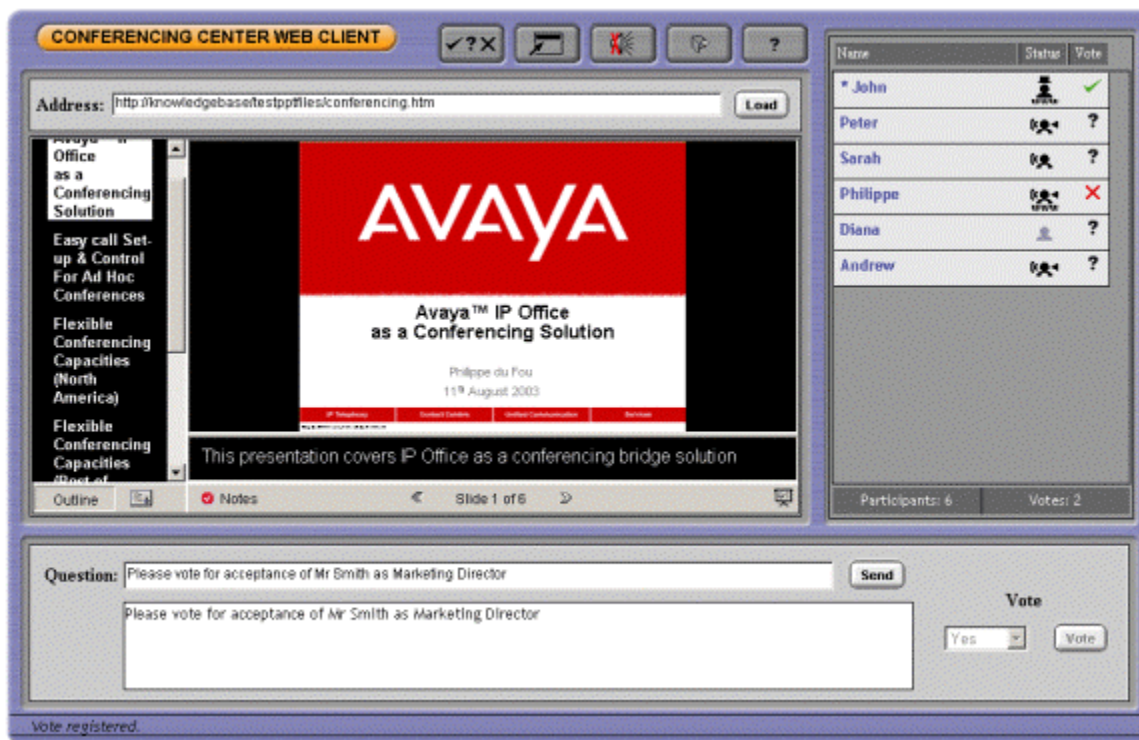 CONFERENCING CENTER WEB CLIENT
✓?X
?
Address: http://knowledgebase/testpptfiles/conferencing.htm
Load
Avaya™ IP
Office
as a
Conferencing
Solution
Easy call Set-
up & Control
For Ad Hoc
Conferences
Flexible
Conferencing
Capacities
(North
America)
Flexible
Conferencing
Capacities
(Rest of
Outline
AVAYA
Avaya™ IP Office
as a Conferencing Solution
Philippe du Fou
11th August 2003
IP Telephony Contact Centers Unified Communication Services
This presentation covers IP Office as a conferencing bridge solution
Notes
Slide 1 of 6
Name Status Vote
* John
Peter ?
Sarah ?
Philippe
Diana ?
Andrew ?
Participants: 6 Votes: 2
Question: Please vote for acceptance of Mr Smith as Marketing Director
Send
Please vote for acceptance of Mr Smith as Marketing Director
Vote
Yes
Vote
Vote registered.